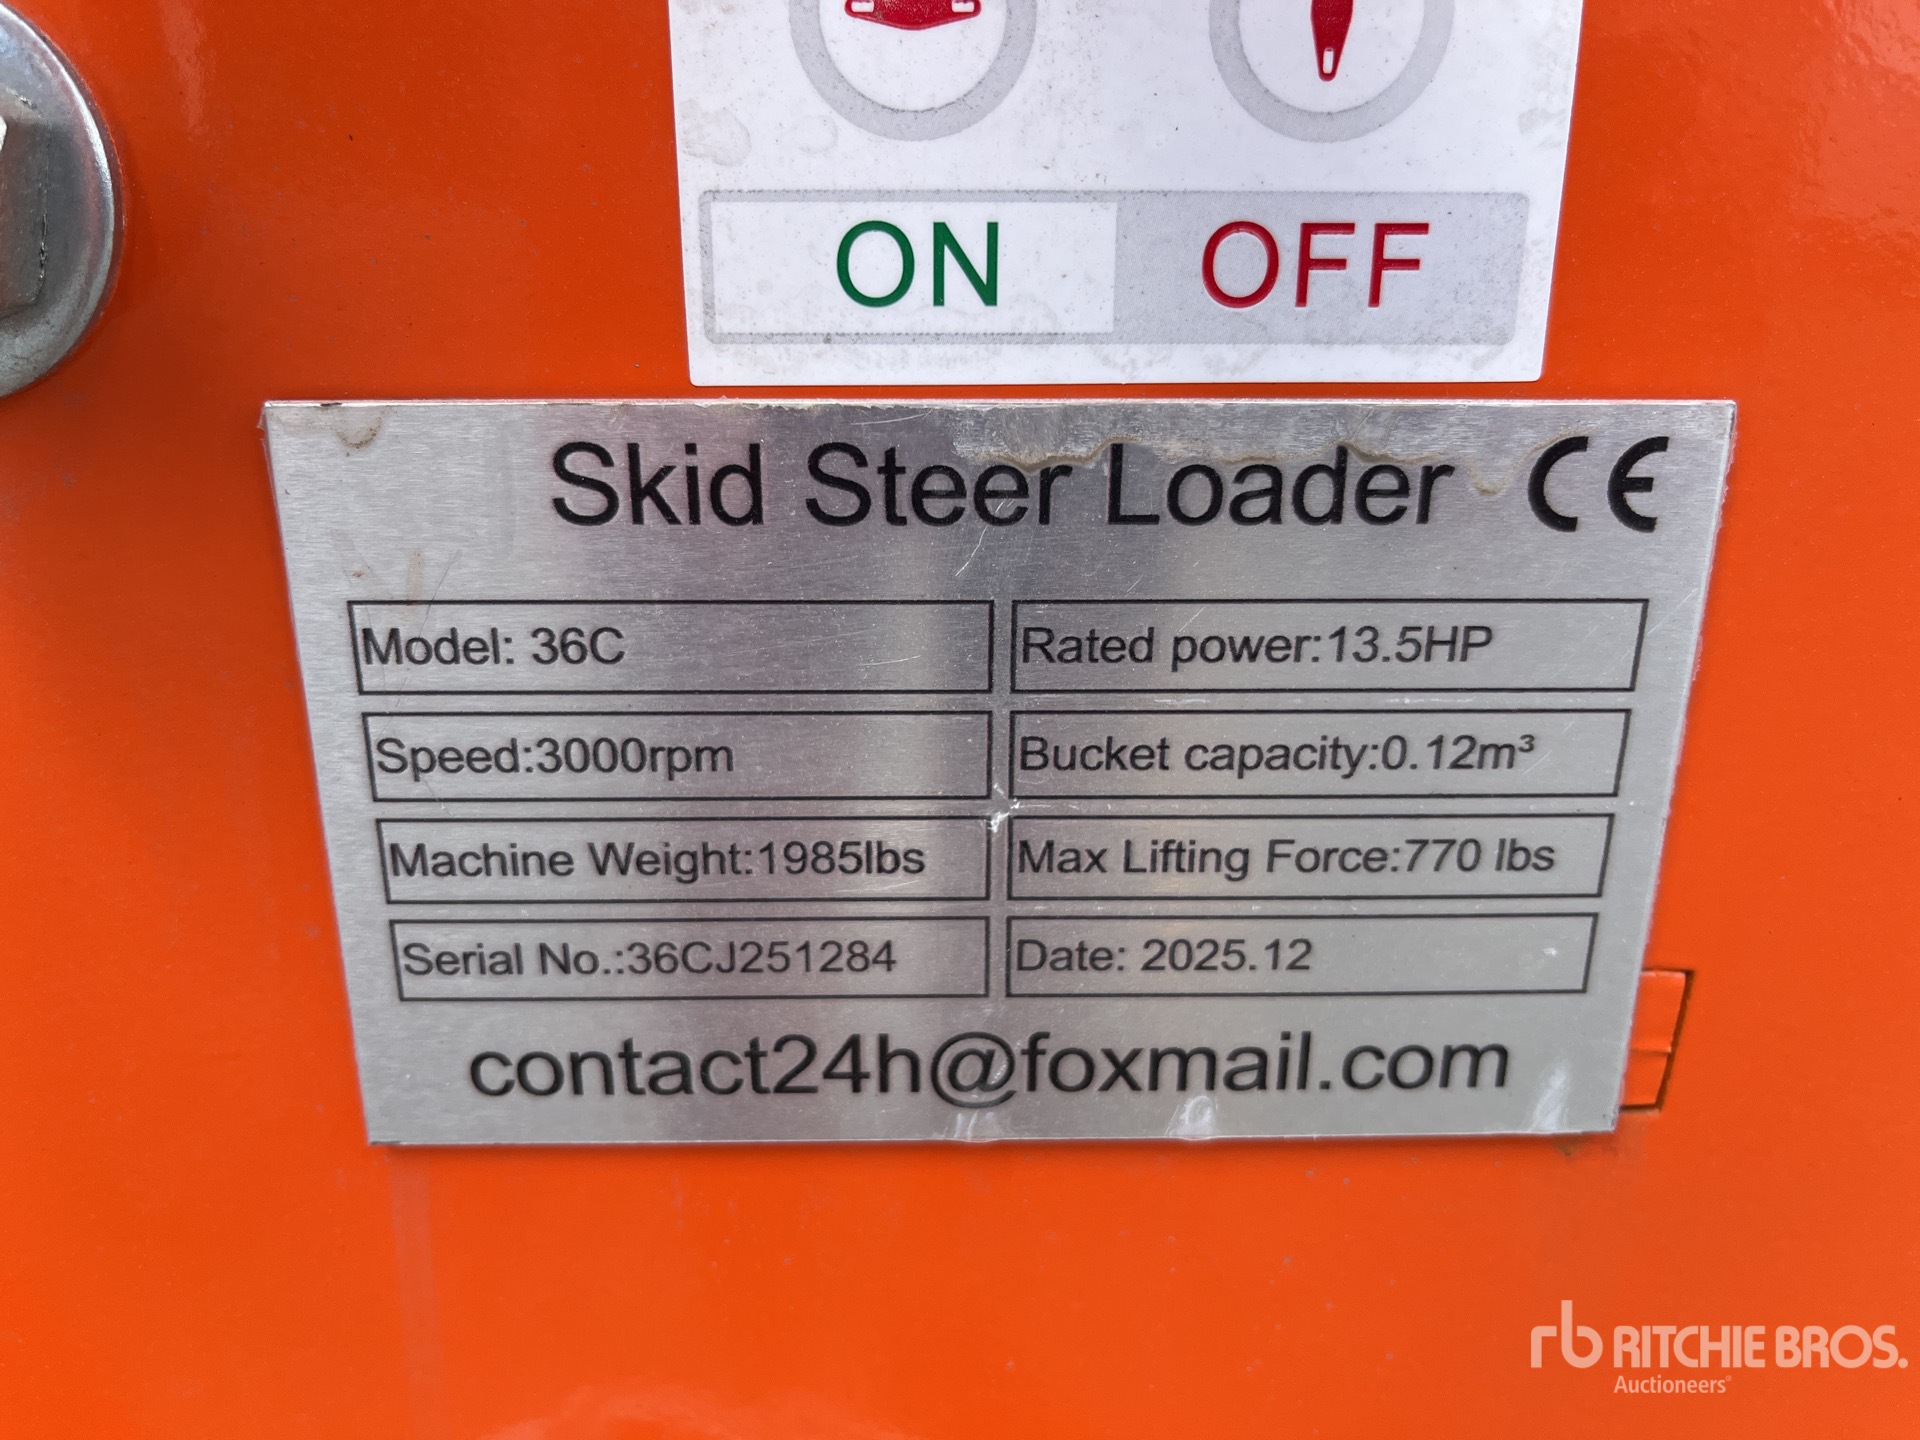 ON OFF
Skid Steer Loader CE
Model: 36C
Rated power:13.5HP
Speed:3000rpm
Bucket capacity:0.12m³
Machine Weight:1985lbs
Max Lifting Force:770 lbs
Serial No.:36CJ251284
Date: 2025.12
contact24h@foxmail.com
rb RITCHIE BROS.
Auctioneers